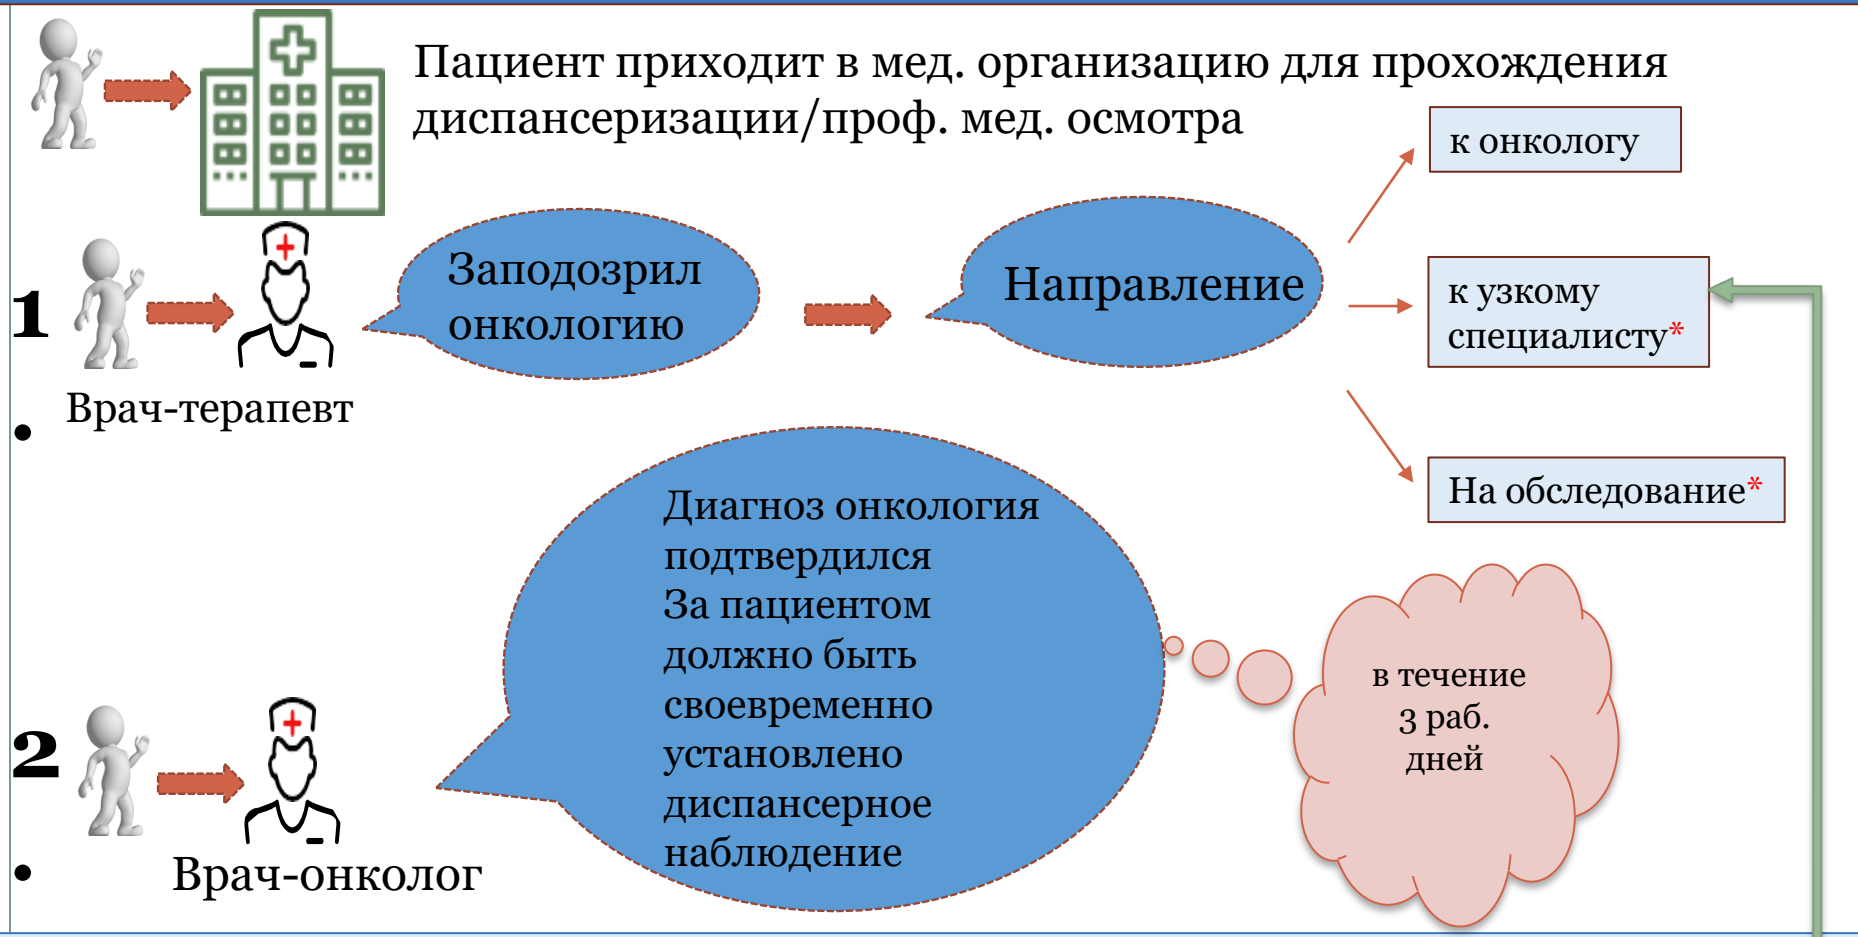 Пациент приходит в мед. организацию для прохождения
диспансеризации/проф. мед. осмотра
1
.
Врач-терапевт
Заподозрил
онкологию
Направление
к онкологу
к узкому
специалисту*
На обследование*
2
.
Врач-онколог
Диагноз онкология
подтвердился
За пациентом
должно быть
своевременно
установлено
диспансерное
наблюдение
в течение
3 раб.
дней